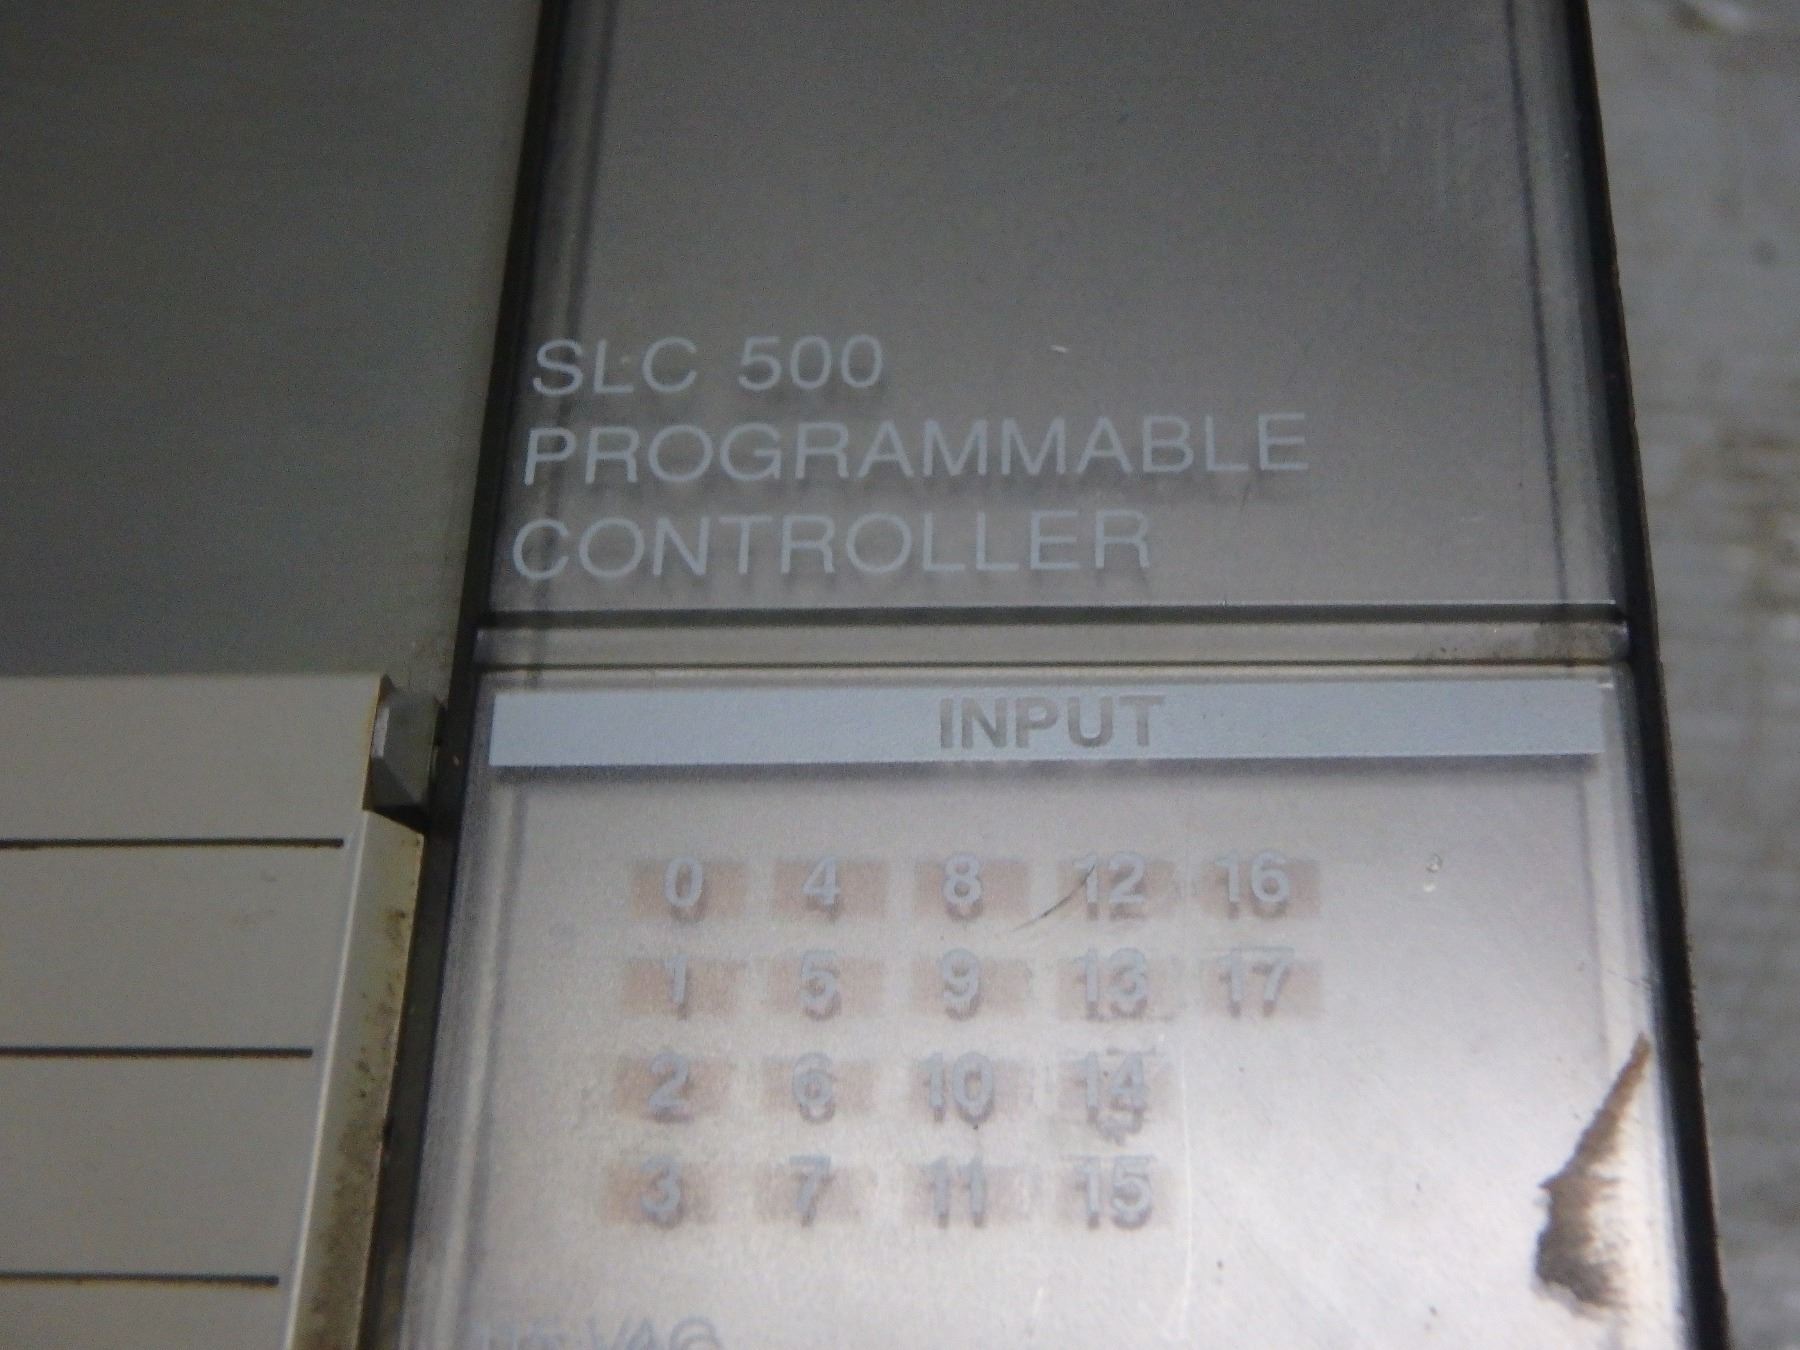 SLC 500
PROGRAMMABLE
CONTROLLER
INPUT
0 4 8 12 16
1 5 9 13 17
2 6 10 14
3 7 11 15